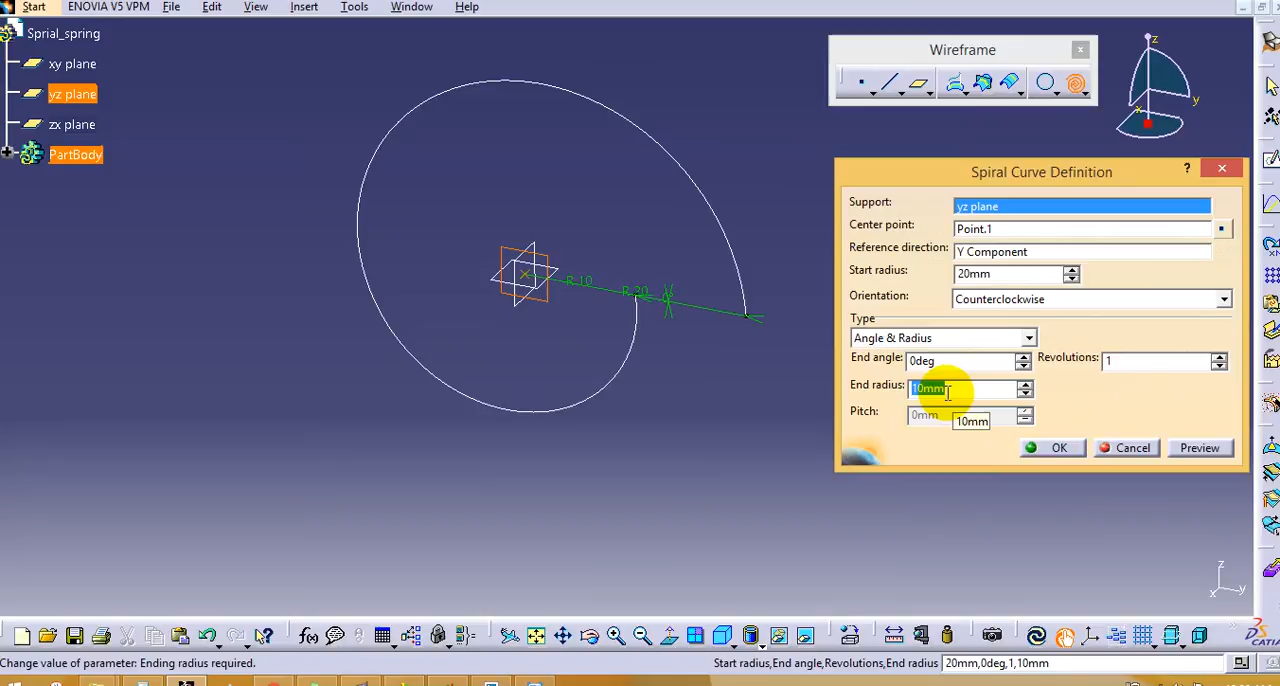 Start ENOVIA V5 VPM File Edit View Insert Tools Window Help
Sprial_spring
xy plane
yz plane
zx plane
PartBody
Wireframe
z
y
x
R 10
R 20
Spiral Curve Definition
?
Support: yz plane
Center point: Point.1
Reference direction: Y Component
Start radius: 20mm
Orientation: Counterclockwise
Type
Angle & Radius
End angle: 0deg Revolutions: 1
End radius: 10mm
Pitch: 0mm
10mm
OK Cancel Preview
z
x y
f(x)
Change value of parameter: Ending radius required. Start radius,End angle,Revolutions,End radius 20mm,0deg,1,10mm